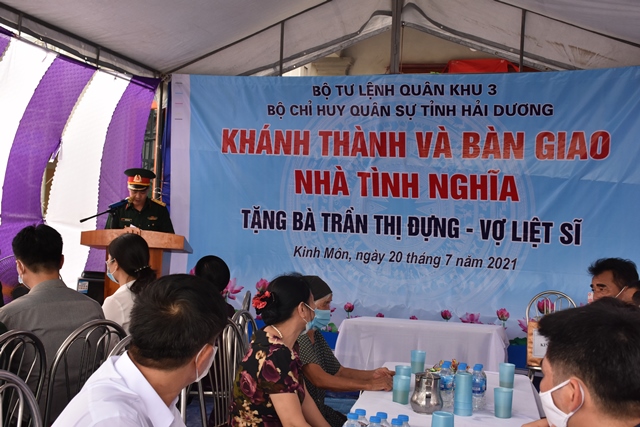 BỘ TƯ LỆNH QUÂN KHU 3
BỘ CHỈ HUY QUÂN SỰ TỈNH HẢI DƯƠNG
KHÁNH THÀNH VÀ BÀN GIAO
NHÀ TÌNH NGHĨA
TẶNG BÀ TRẦN THỊ ĐỰNG - VỢ LIỆT SĨ
Kinh Môn, ngày 20 tháng 7 năm 2021